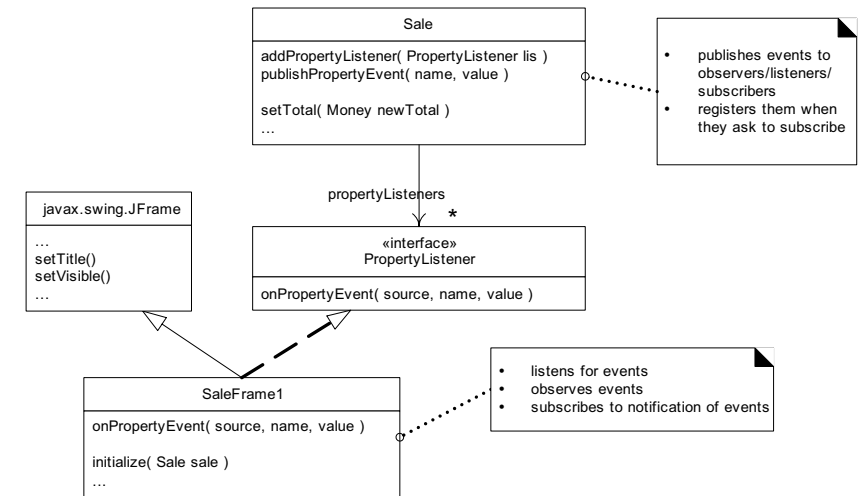 Sale
addPropertyListener( PropertyListener lis )
publishPropertyEvent( name, value )
setTotal( Money newTotal )
...
• publishes events to
observers/listeners/
subscribers
• registers them when
they ask to subscribe
propertyListeners
*
javax.swing.JFrame
...
setTitle()
setVisible()
...
«interface»
PropertyListener
onPropertyEvent( source, name, value )
SaleFrame1
onPropertyEvent( source, name, value )
initialize( Sale sale )
...
• listens for events
• observes events
• subscribes to notification of events